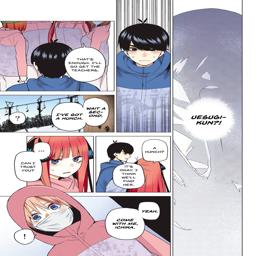 UESUGI-
KUN?!
THAT'S
ENOUGH.
I'LL GO
GET THE
TEACHERS.
WAIT A
SEC-
OND.
I'VE GOT
A HUNCH.
?
A
HUNCH?
IT'S
OKAY. I
THINK
WE'LL
FIND
HER.
...
CAN I
TRUST
YOU?
YEAH.
COME WITH
ME,
ICHIKA.
!